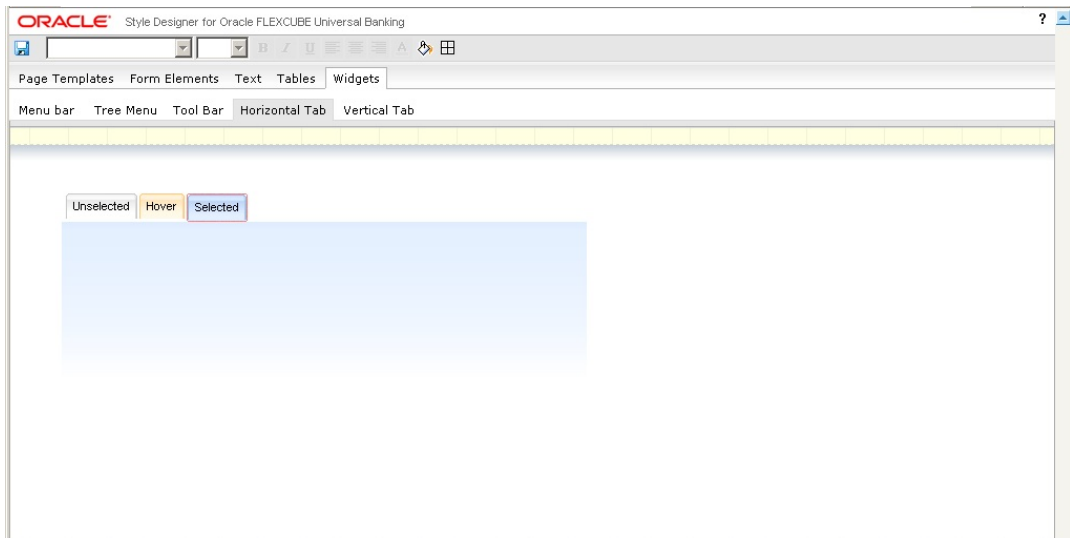 ORACLE® Style Designer for Oracle FLEXCUBE Universal Banking ?
B I U A
Page Templates Form Elements Text Tables Widgets
Menu bar Tree Menu Tool Bar Horizontal Tab Vertical Tab
Unselected Hover Selected